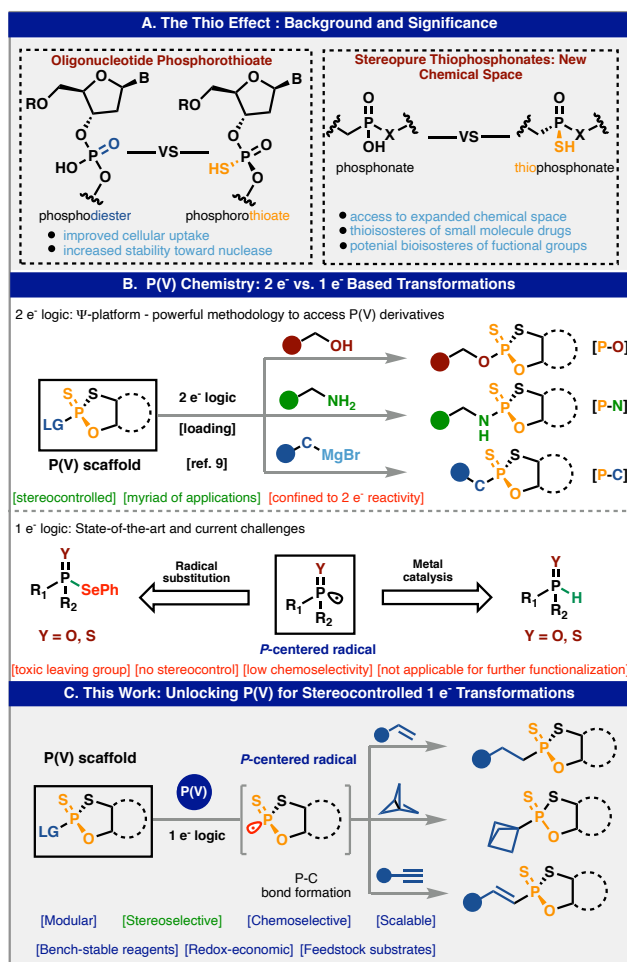 A. The Thio Effect : Background and Significance
Oligonucleotide Phosphorothioate
O B
RO
O
P O
HO O
VS
O B
RO
O
P O
HS O
phosphodiester
phosphorothioate
● improved cellular uptake
● increased stability toward nuclease
Stereopure Thiophosphonates: New
Chemical Space
O
P X
OH
VS
O
P X
SH
phosphonate
thiophosphonate
● access to expanded chemical space
● thioisosteres of small molecule drugs
● potenial bioisosteres of fuctional groups
B. P(V) Chemistry: 2 e- vs. 1 e- Based Transformations
2 e- logic: Ψ-platform - powerful methodology to access P(V) derivatives
S S
P
LG O
P(V) scaffold
2 e- logic
[loading]
[ref. 9]
OH
S S
O P
O
[P-O]
NH2
S S
N P
H O
[P-N]
C MgBr
S S
C P
O
[P-C]
[stereocontrolled] [myriad of applications] [confined to 2 e- reactivity]
1 e- logic: State-of-the-art and current challenges
Y
R1 P SePh
R2
Y = O, S
Radical
substitution
Y
R1 P
R2
P-centered radical
Metal
catalysis
Y
R1 P H
R2
Y = O, S
[toxic leaving group] [no stereocontrol] [low chemoselectivity] [not applicable for further functionalization]
C. This Work: Unlocking P(V) for Stereocontrolled 1 e- Transformations
P(V) scaffold
S S
P
LG O
P(V)
1 e- logic
P-centered radical
S S
P
O
P-C
bond formation
S S
P
O
S S
P
O
S S
P
O
[Modular] [Stereoselective] [Chemoselective] [Scalable]
[Bench-stable reagents] [Redox-economic] [Feedstock substrates]